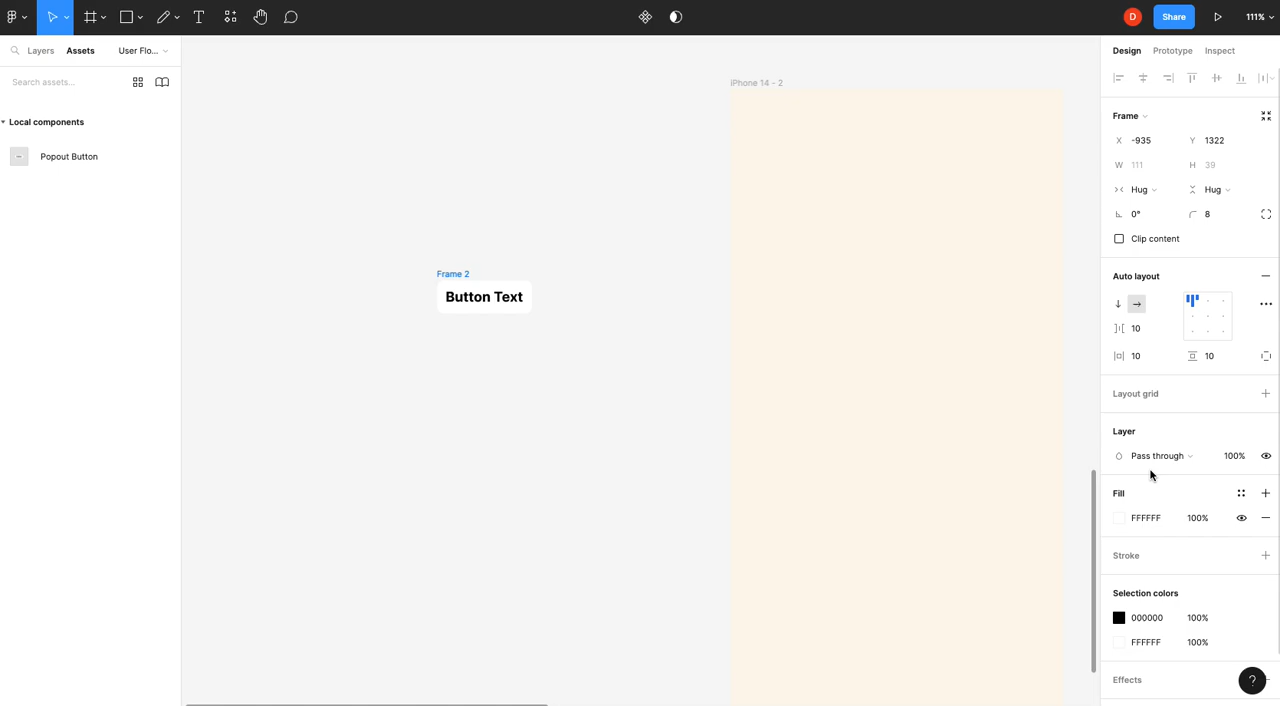 D
Share
111%
Layers
Assets
User Flo...
Search assets...
Local components
Popout Button
iPhone 14 - 2
Frame 2
Button Text
Design
Prototype
Inspect
Frame
X
-935
Y
1322
W
111
H
39
Hug
Hug
0°
8
Clip content
Auto layout
10
10
10
Layout grid
Layer
Pass through
100%
Fill
FFFFFF
100%
Stroke
Selection colors
000000
100%
FFFFFF
100%
Effects
?